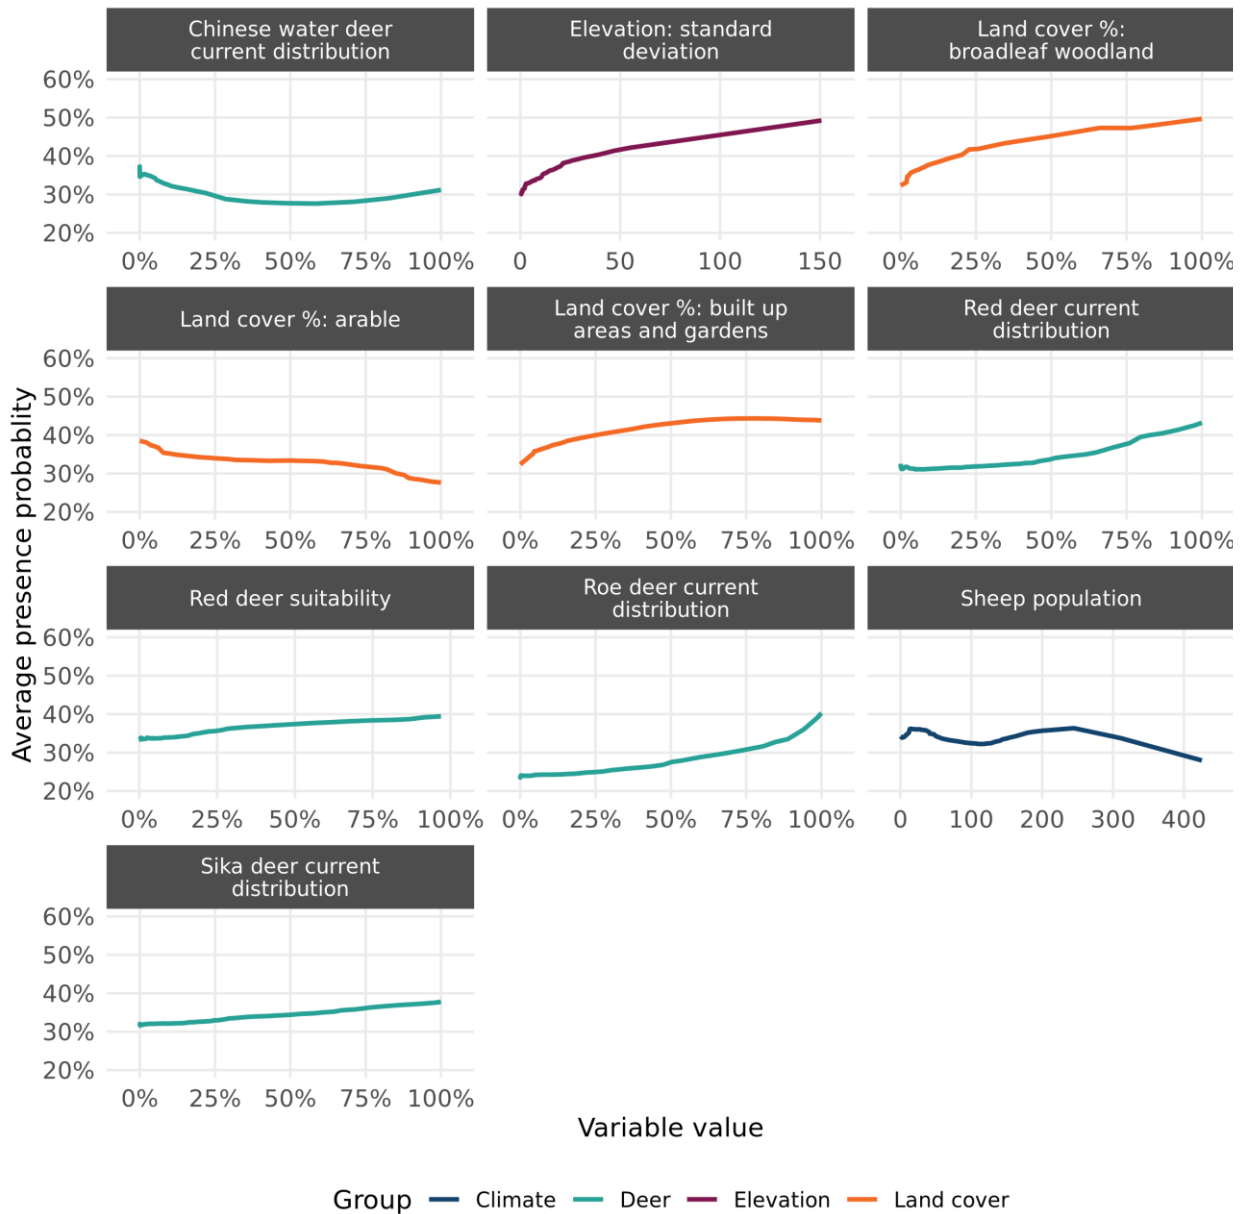 Chinese water deer
current distribution
Elevation: standard
deviation
Land cover %:
broadleaf woodland
60%
50%
40%
30%
20%
0% 25% 50% 75% 100%
0 50 100 150
0% 25% 50% 75% 100%
Land cover %: arable
Land cover %: built up
areas and gardens
Red deer current
distribution
60%
50%
40%
30%
20%
0% 25% 50% 75% 100%
0% 25% 50% 75% 100%
0% 25% 50% 75% 100%
Average presence probablity
Red deer suitability
Roe deer current
distribution
Sheep population
60%
50%
40%
30%
20%
0% 25% 50% 75% 100%
0% 25% 50% 75% 100%
0 100 200 300 400
Sika deer current
distribution
60%
50%
40%
30%
20%
0% 25% 50% 75% 100%
Variable value
Group Climate Deer Elevation Land cover